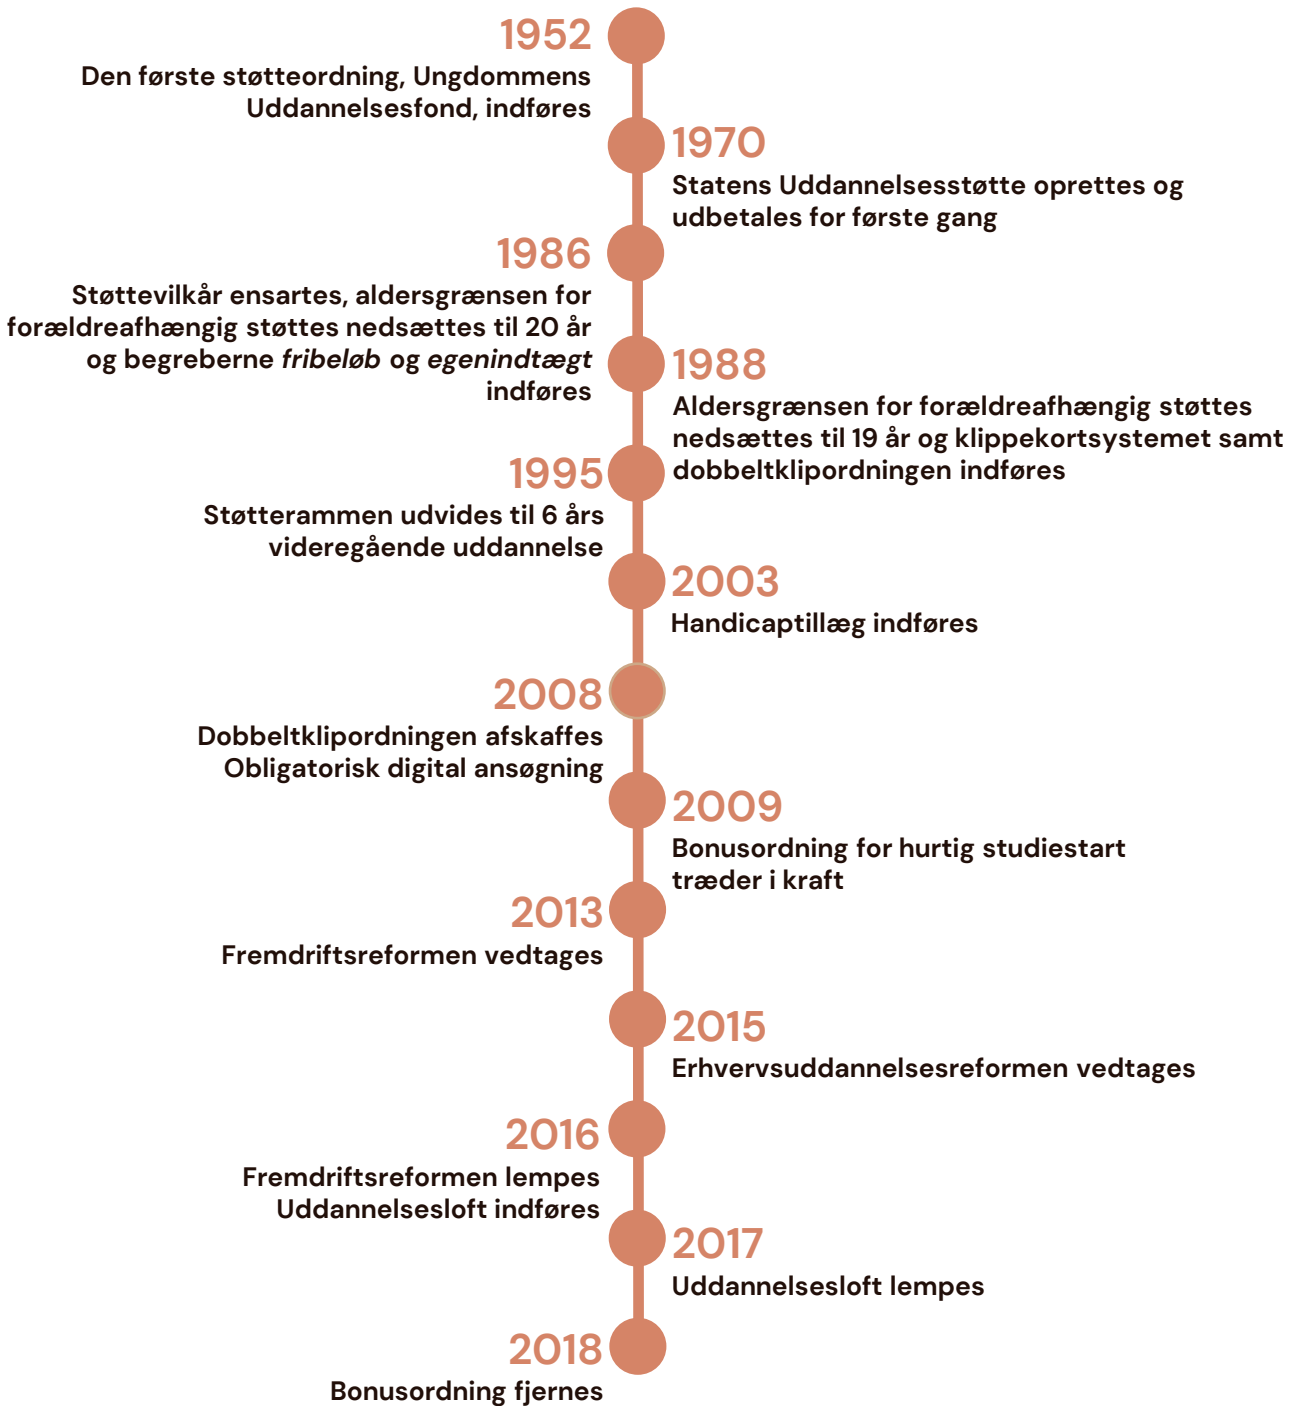 1952
Den første støtteordning, Ungdommens
Uddannelsesfond, indføres
1970
Statens Uddannelsesstøtte oprettes og
udbetales for første gang
1986
Støttevilkår ensartes, aldersgrænsen for
forældreafhængig støttes nedsættes til 20 år
og begreberne fribeløb og egenindtægt
indføres
1988
Aldersgrænsen for forældreafhængig støttes
nedsættes til 19 år og klippekortsystemet samt
dobbeltklipordningen indføres
1995
Støtterammen udvides til 6 års
videregående uddannelse
2003
Handicaptillæg indføres
2008
Dobbeltklipordningen afskaffes
Obligatorisk digital ansøgning
2009
Bonusordning for hurtig studiestart
træder i kraft
2013
Fremdriftsreformen vedtages
2015
Erhvervsuddannelsesreformen vedtages
2016
Fremdriftsreformen lempes
Uddannelsesloft indføres
2017
Uddannelsesloft lempes
2018
Bonusordning fjernes